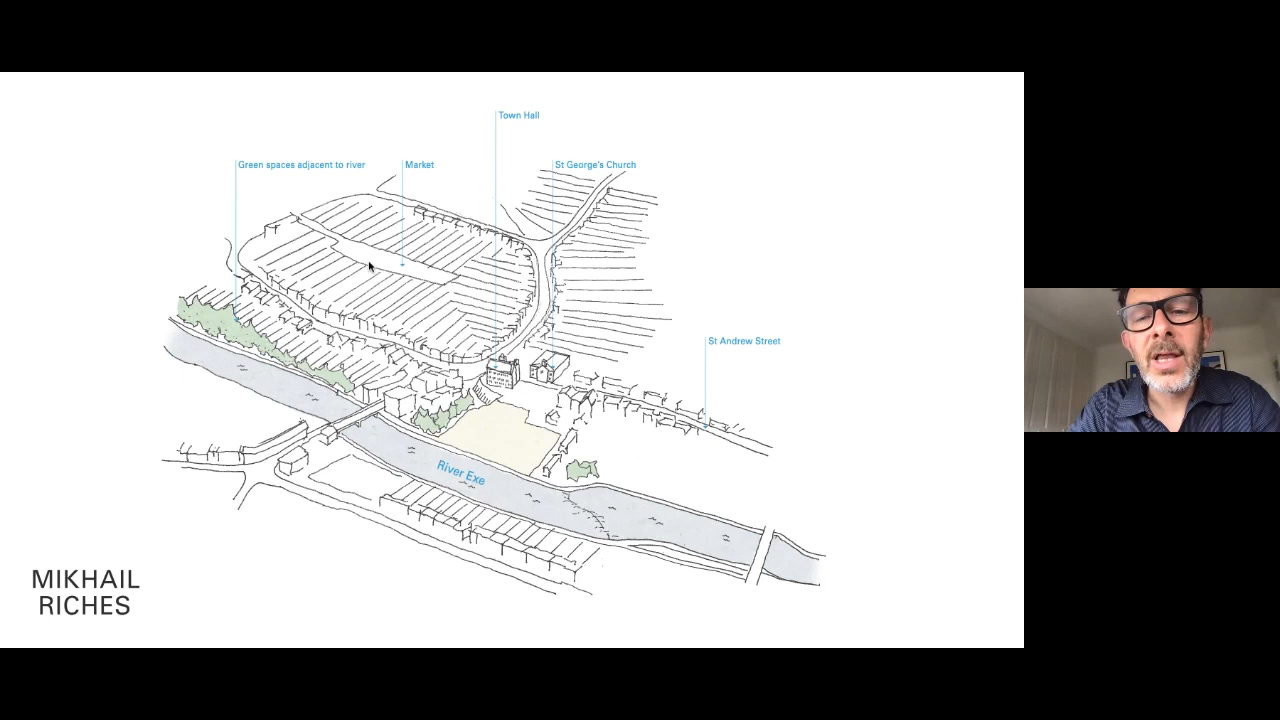 Town Hall
Green spaces adjacent to river
Market
St George's Church
St Andrew Street
River Exe
MIKHAIL
RICHES